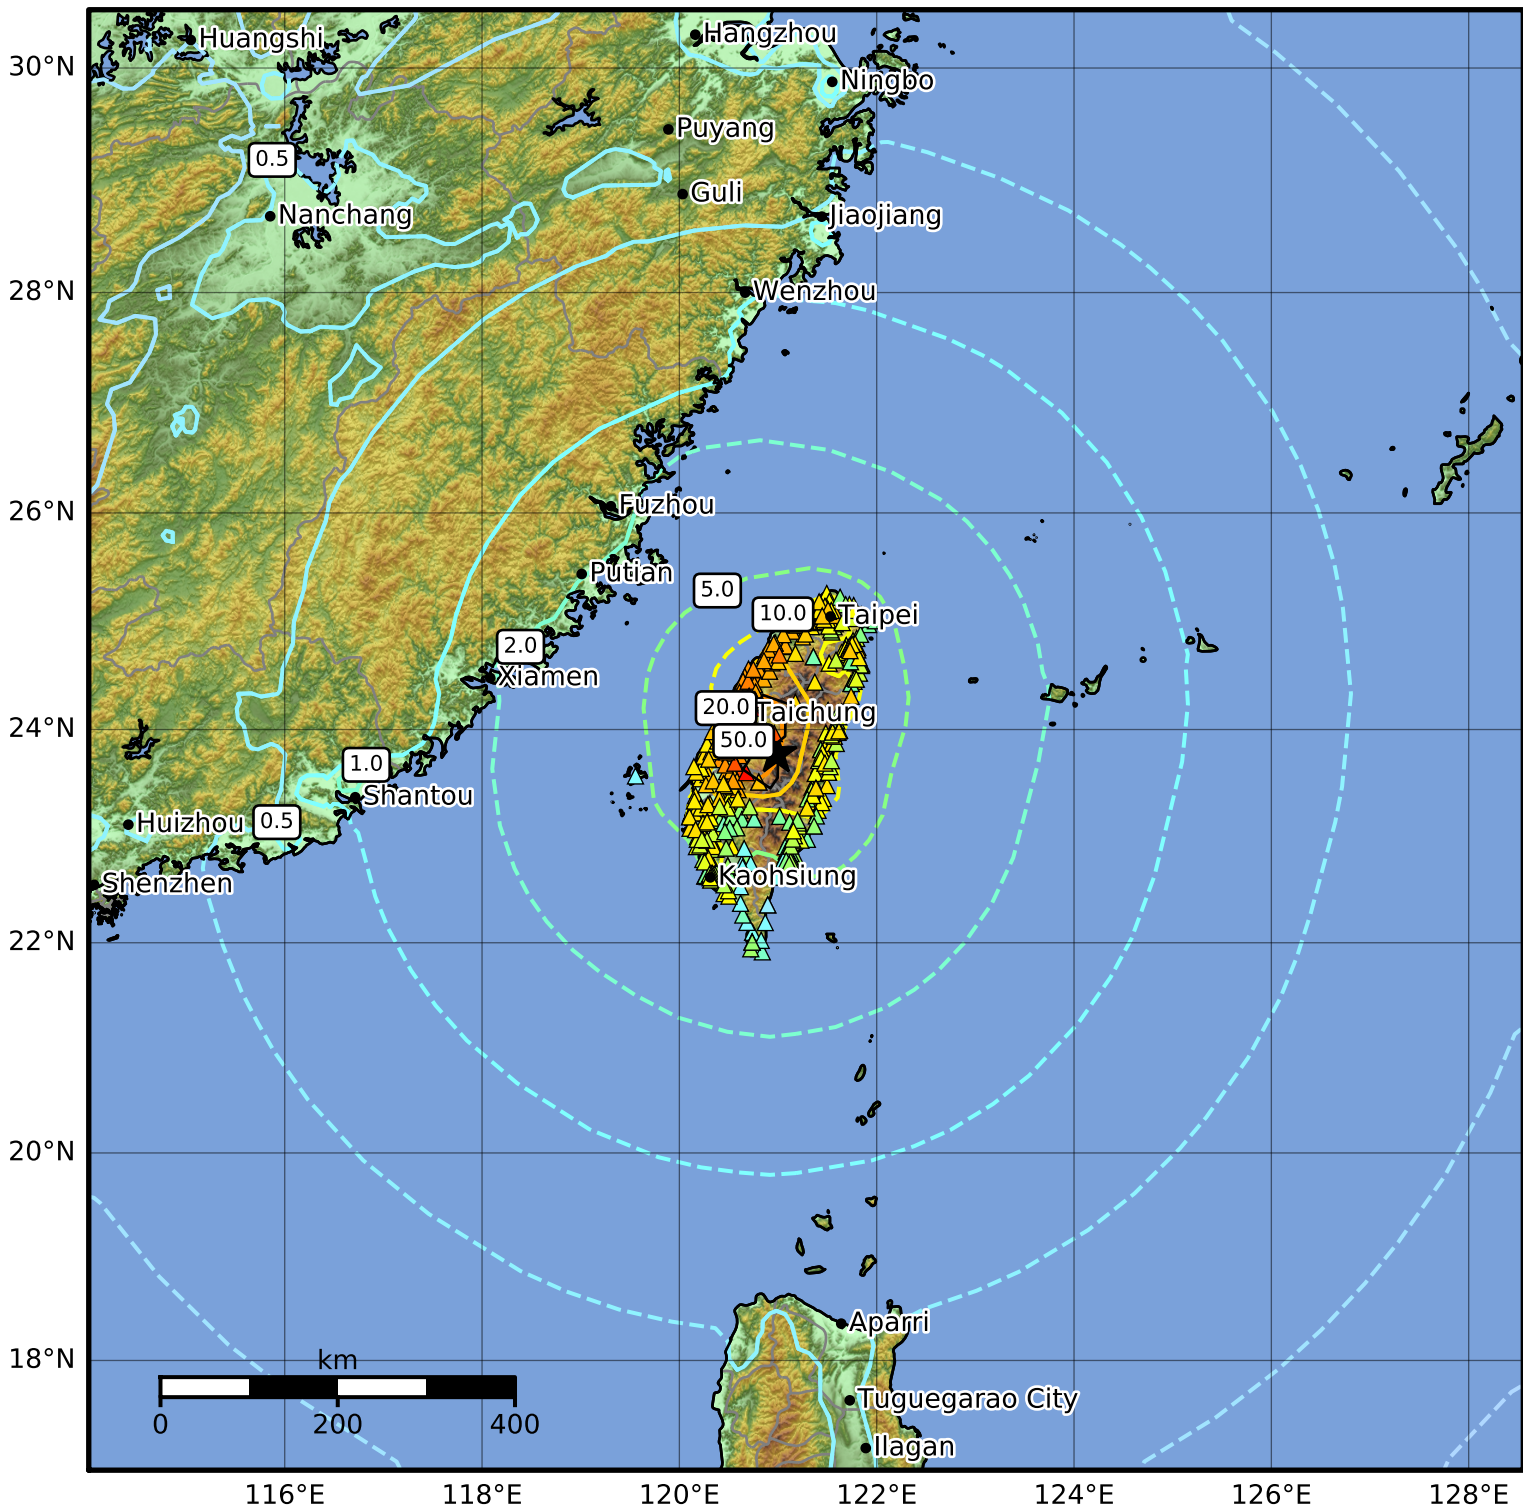 Huangshi
Hangzhou
30°N
Ningbo
Puyang
0.5
Guli
Nanchang
Jiaojiang
28°N
Wenzhou
26°N
Fuzhou
Putian
5.0
10.0
Taipei
2.0
Xiamen
20.0
Taichung
24°N
50.0
1.0
Shantou
0.5
Huizhou
Kaohsiung
Shenzhen
22°N
20°N
Aparri
18°N
km
0
200
400
Tuguegarao City
Ilagan
116°E
118°E
120°E
122°E
124°E
126°E
128°E